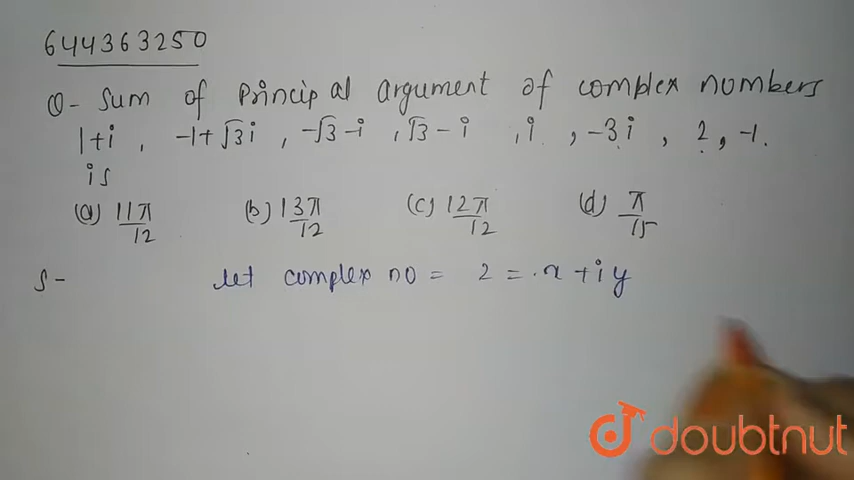 644363250
Q- Sum of Principal argument of complex numbers
1+i , -1+√3i , -√3-i , √3-i , i , -3i , 2 , -1.
is
(a) 11π/12 (b) 13π/12 (c) 12π/12 (d) π/15
S- let complex no = z = x+iy
doubtnut